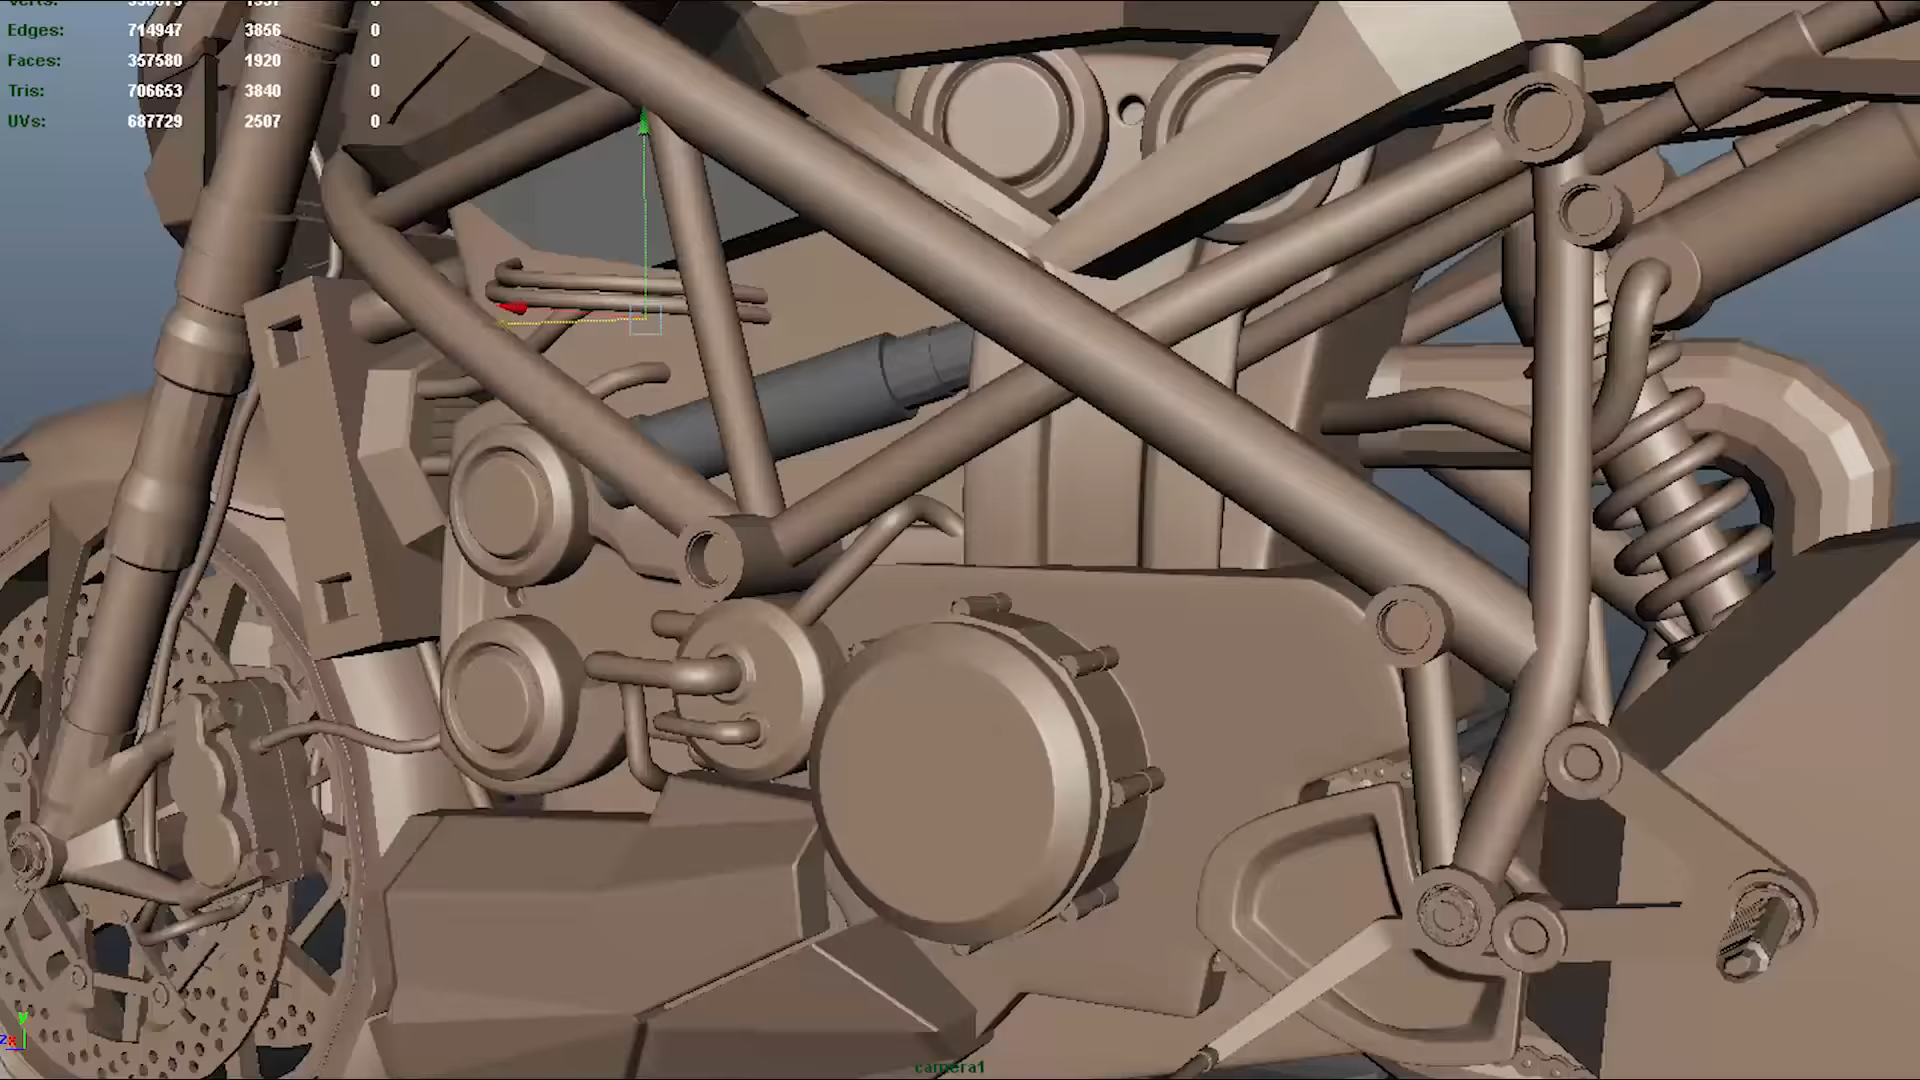 Edges: 714947 3856 0
Faces: 357580 1920 0
Tris: 706653 3840 0
UVs: 687729 2507 0
y
z x
camera1